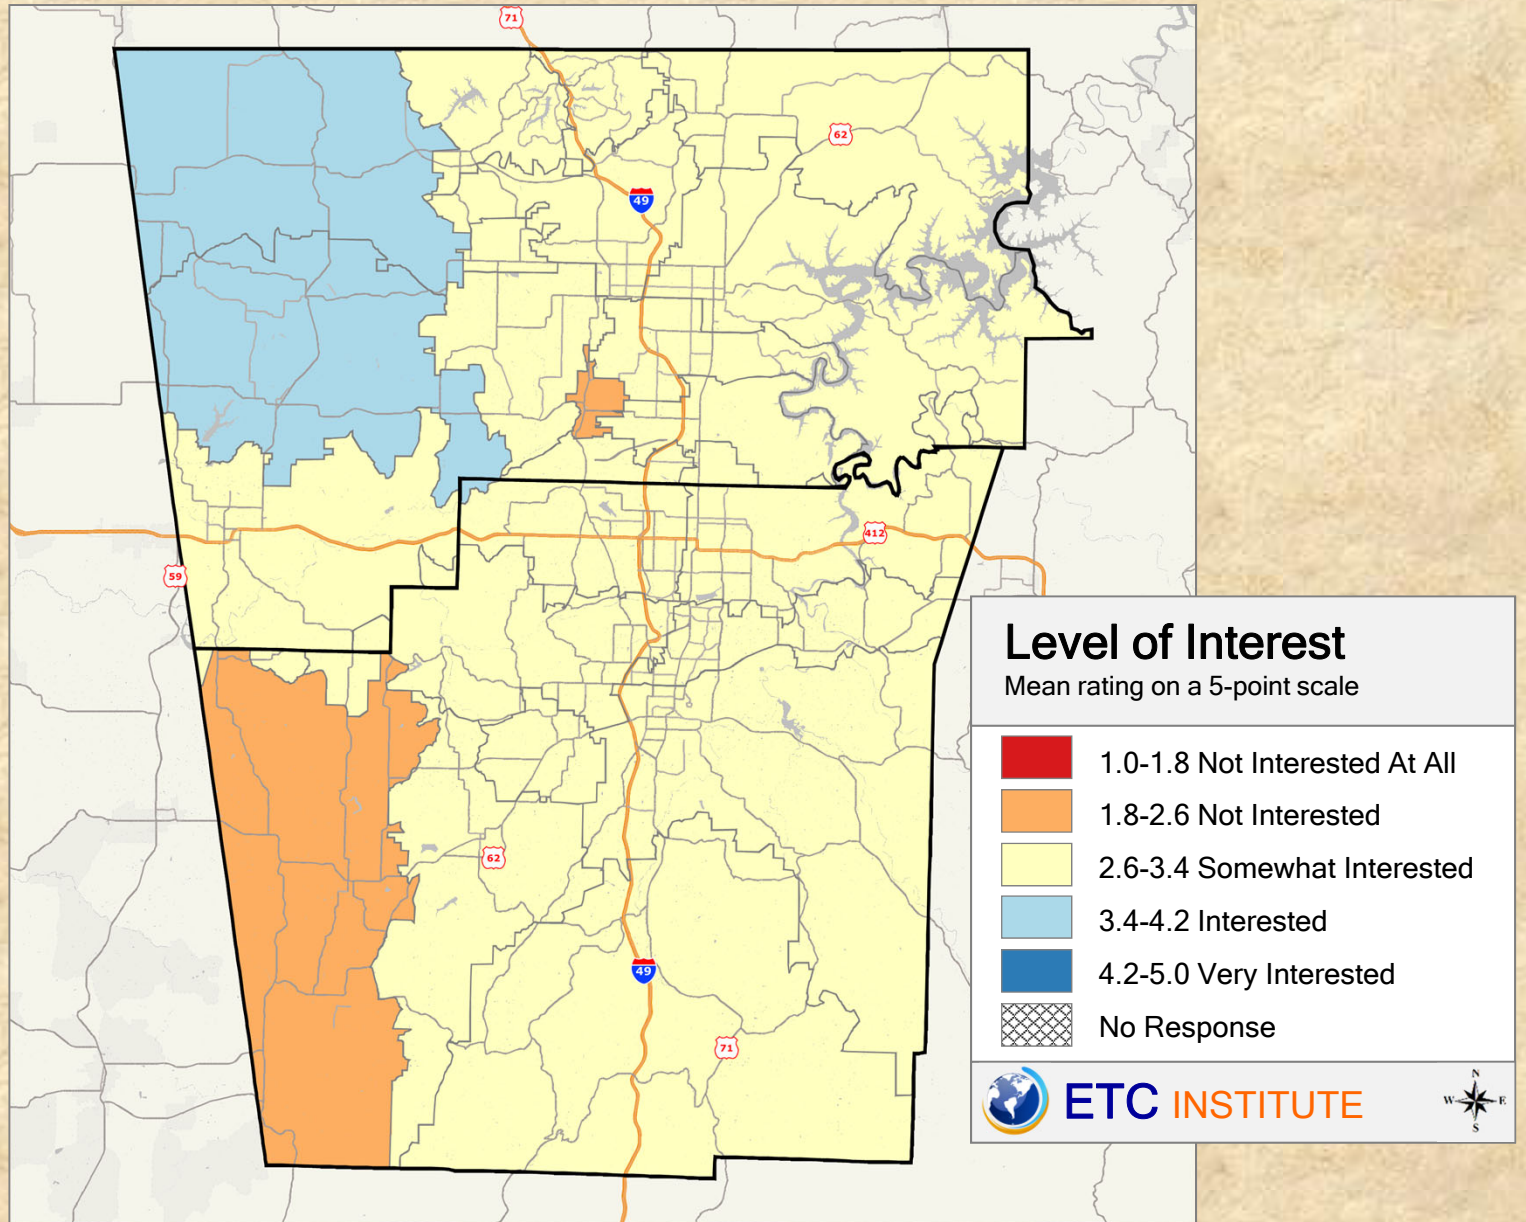 71
62
49
412
59
62
49
71
Level of Interest
Mean rating on a 5-point scale
1.0-1.8 Not Interested At All
1.8-2.6 Not Interested
2.6-3.4 Somewhat Interested
3.4-4.2 Interested
4.2-5.0 Very Interested
No Response
ETC INSTITUTE
N
W E
S